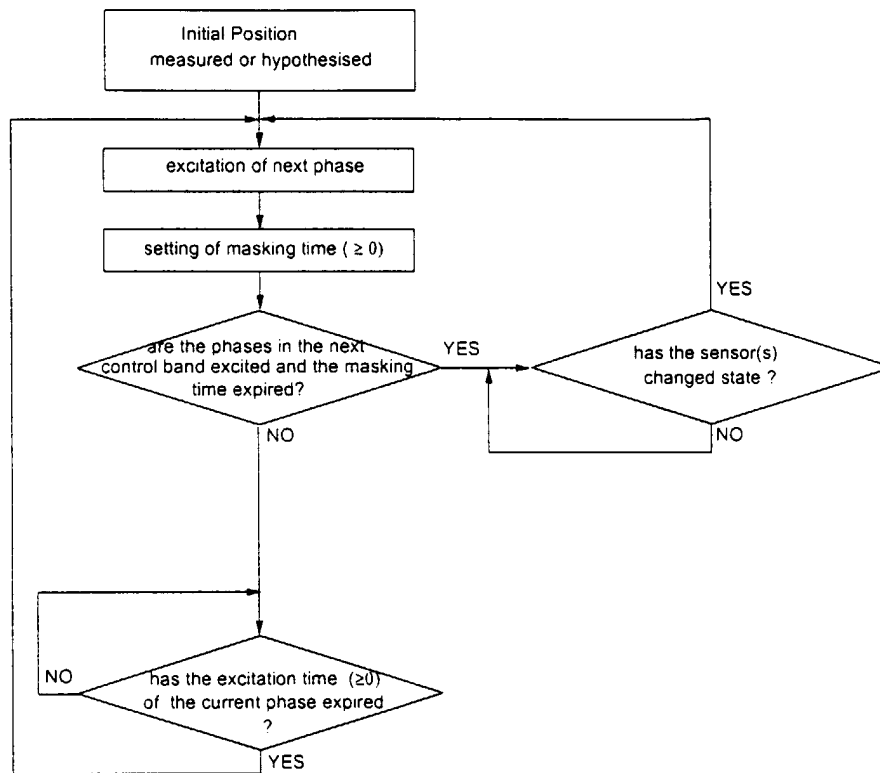 Initial Position
measured or hypothesised
excitation of next phase
setting of masking time ( ≥ 0)
YES
are the phases in the next
control band excited and the masking
time expired?
YES
has the sensor(s)
changed state ?
NO
NO
NO
has the excitation time (≥0)
of the current phase expired
?
YES